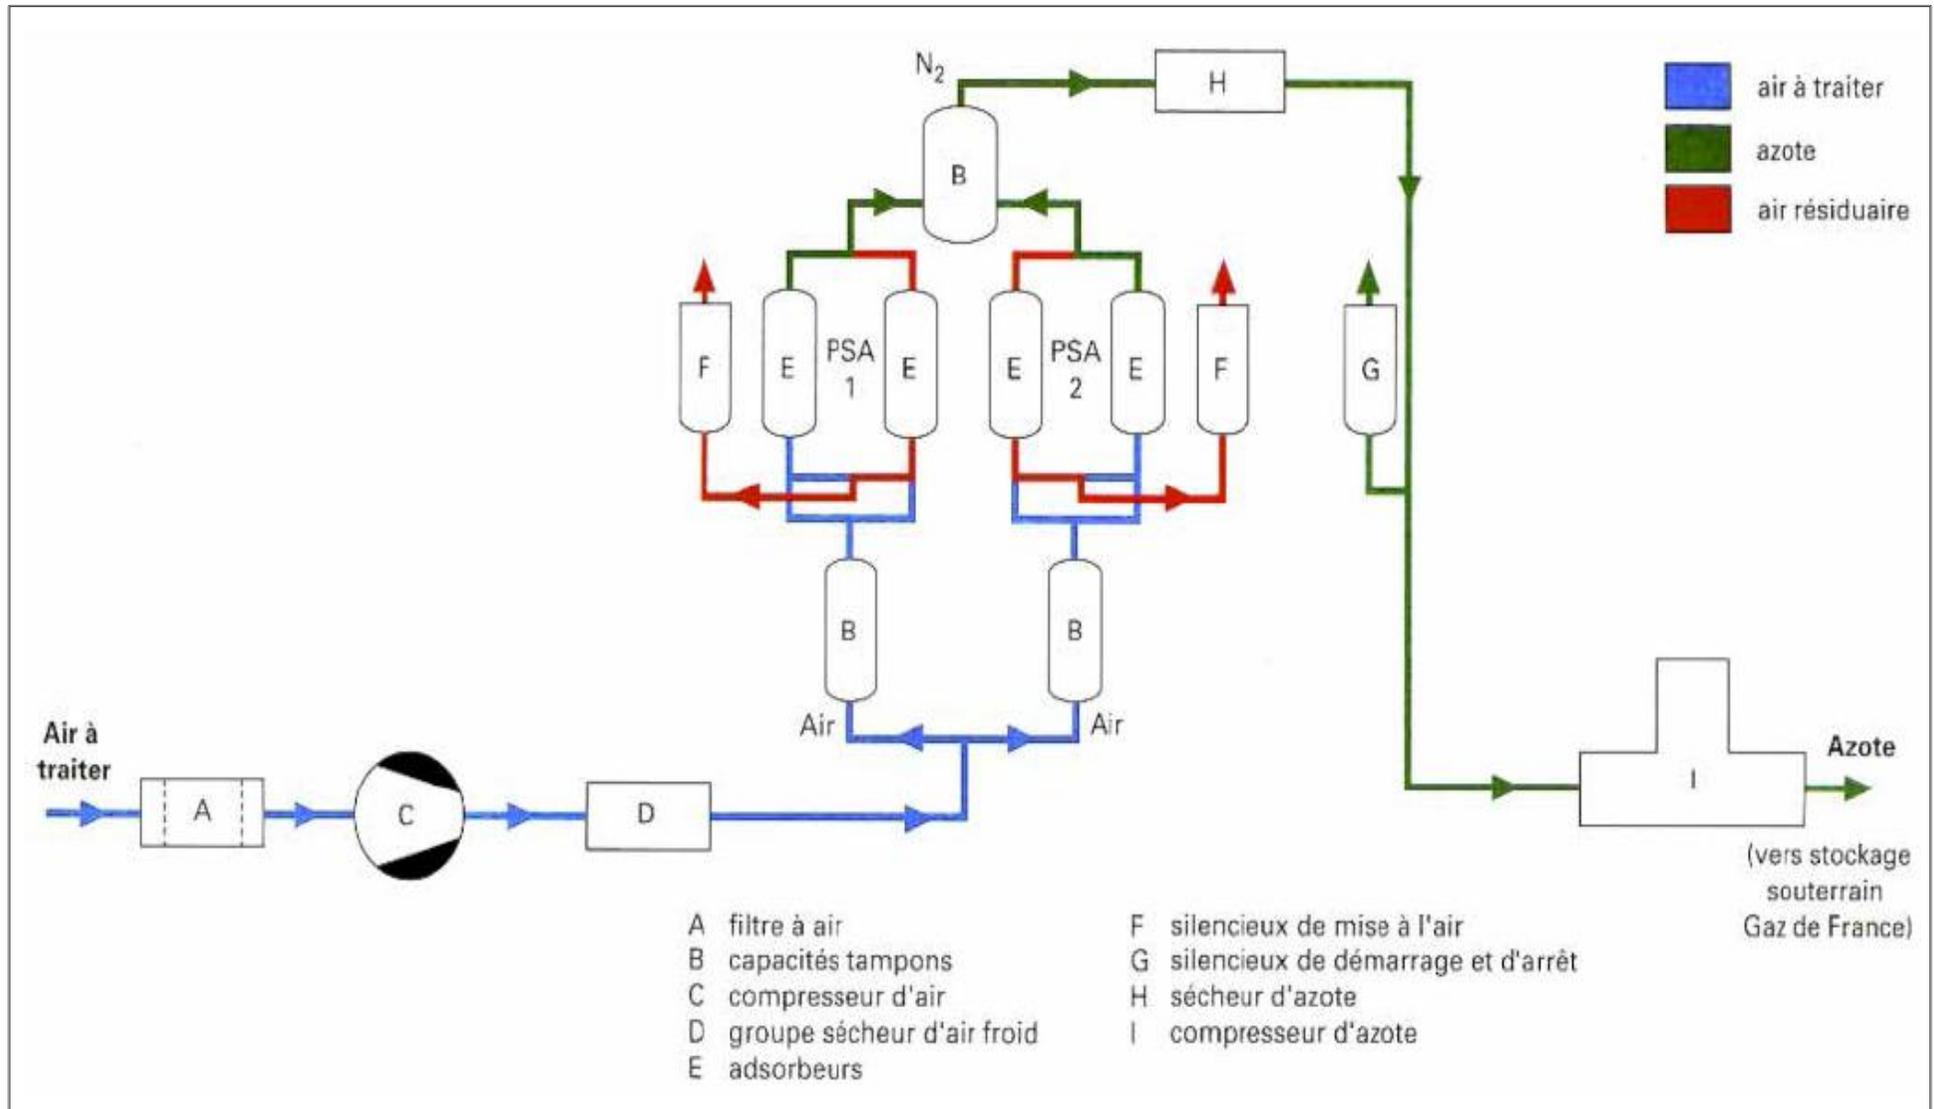 N2
H
air à traiter
B
azote
air résiduaire
F
E
PSA
1
E
E
PSA
2
E
F
G
B
B
Air
Air
Air à
traiter
A
C
D
I
Azote
(vers stockage
souterrain
Gaz de France)
A filtre à air
B capacités tampons
C compresseur d'air
D groupe sécheur d'air froid
E adsorbeurs
F silencieux de mise à l'air
G silencieux de démarrage et d'arrêt
H sécheur d'azote
I compresseur d'azote